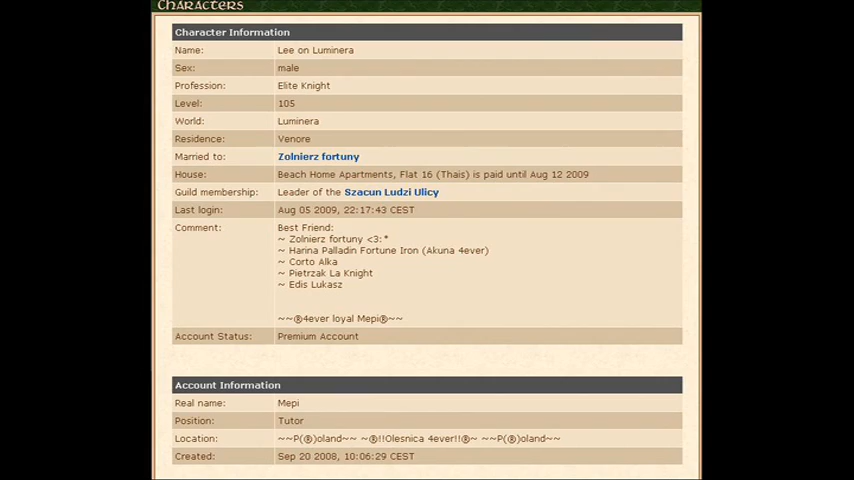 Characters
Character Information
Name: Lee on Luminera
Sex: male
Profession: Elite Knight
Level: 105
World: Luminera
Residence: Venore
Married to: Zolnierz fortuny
House: Beach Home Apartments, Flat 16 (Thais) is paid until Aug 12 2009
Guild membership: Leader of the Szacun Ludzi Ulicy
Last login: Aug 05 2009, 22:17:43 CEST
Comment: Best Friend:
~ Zolnierz fortuny <3:*
~ Harina Palladin Fortune Iron (Akuna 4ever)
~ Corto Alka
~ Pietrzak La Knight
~ Edis Lukasz
~~®4ever loyal Mepi®~~
Account Status: Premium Account
Account Information
Real name: Mepi
Position: Tutor
Location: ~~P(®)oland~~ ~®!!Olesnica 4ever!!®~ ~~P(®)oland~~
Created: Sep 20 2008, 10:06:29 CEST